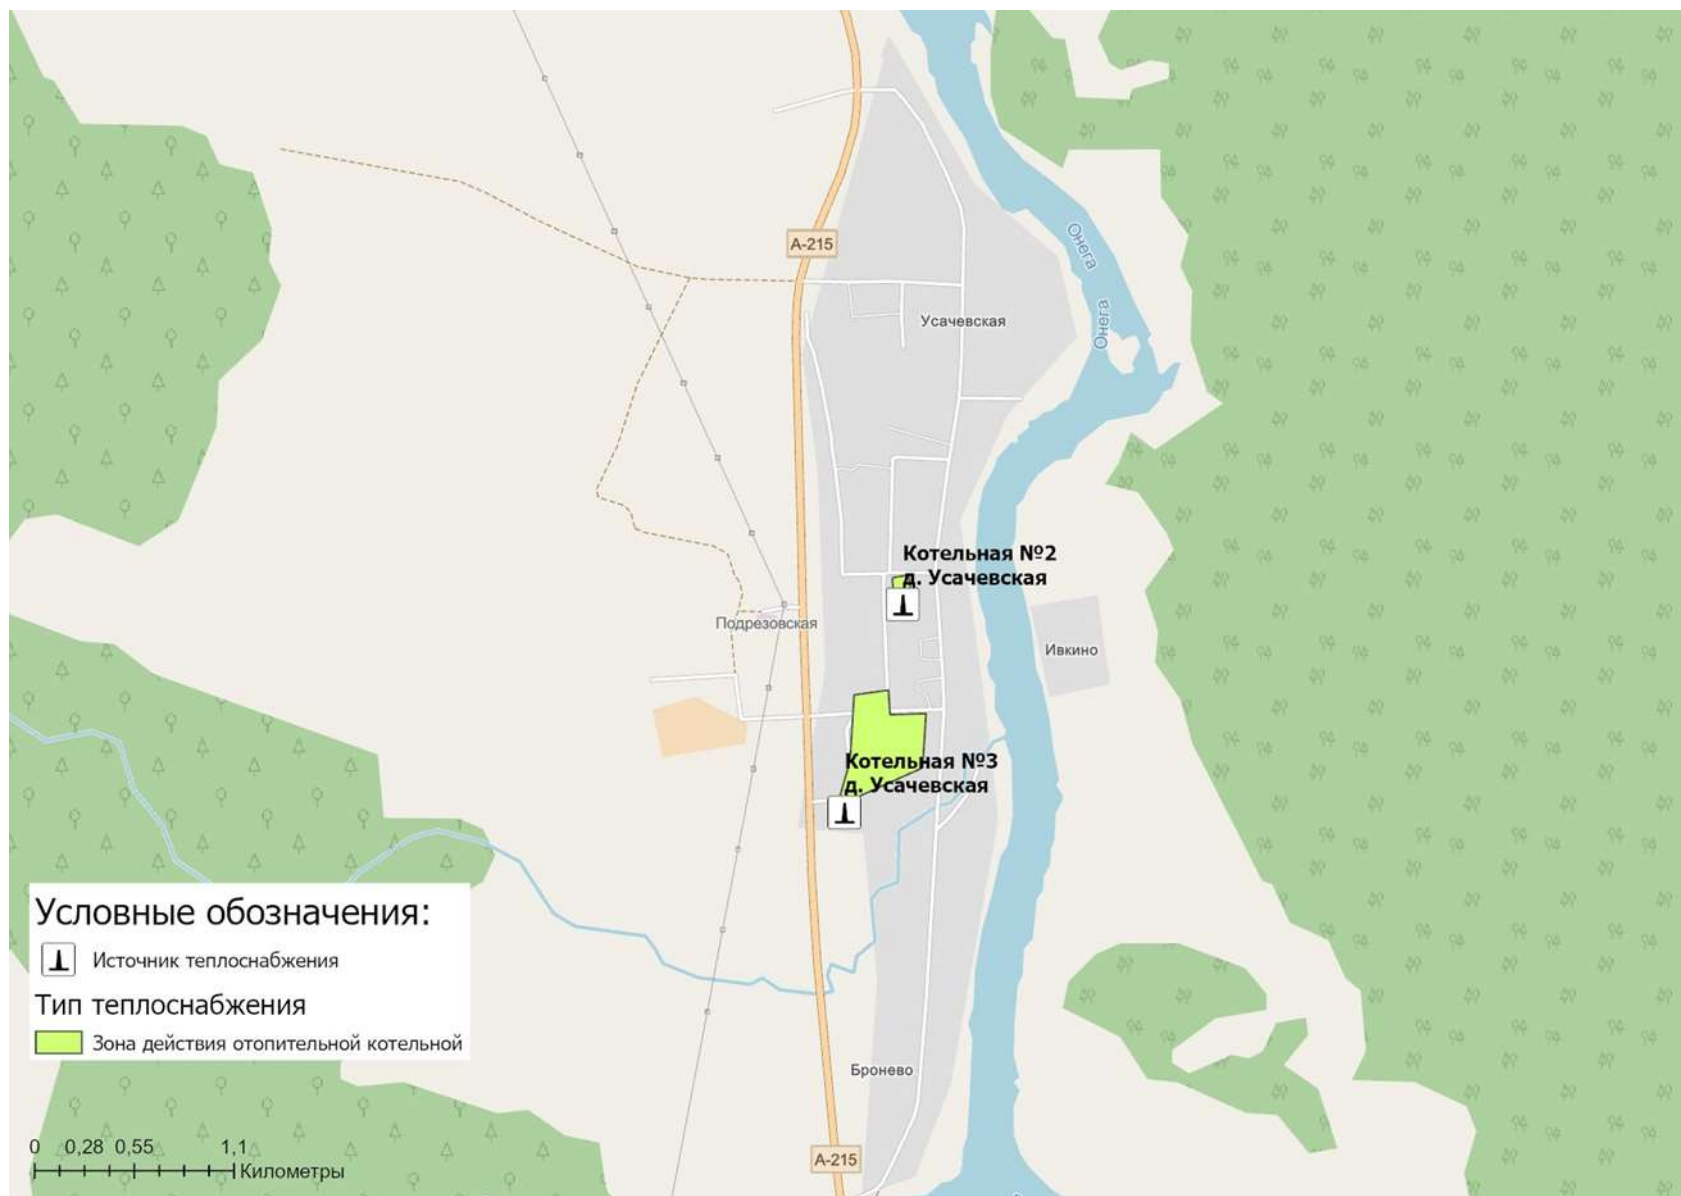 А-215
Онега
Онега
Усачевская
Котельная №2
д. Усачевская
Подрезовская
Ивкино
Котельная №3
д. Усачевская
Условные обозначения:
Источник теплоснабжения
Тип теплоснабжения
Зона действия отопительной котельной
Бронево
0 0,28 0,55 1,1
Километры
А-215